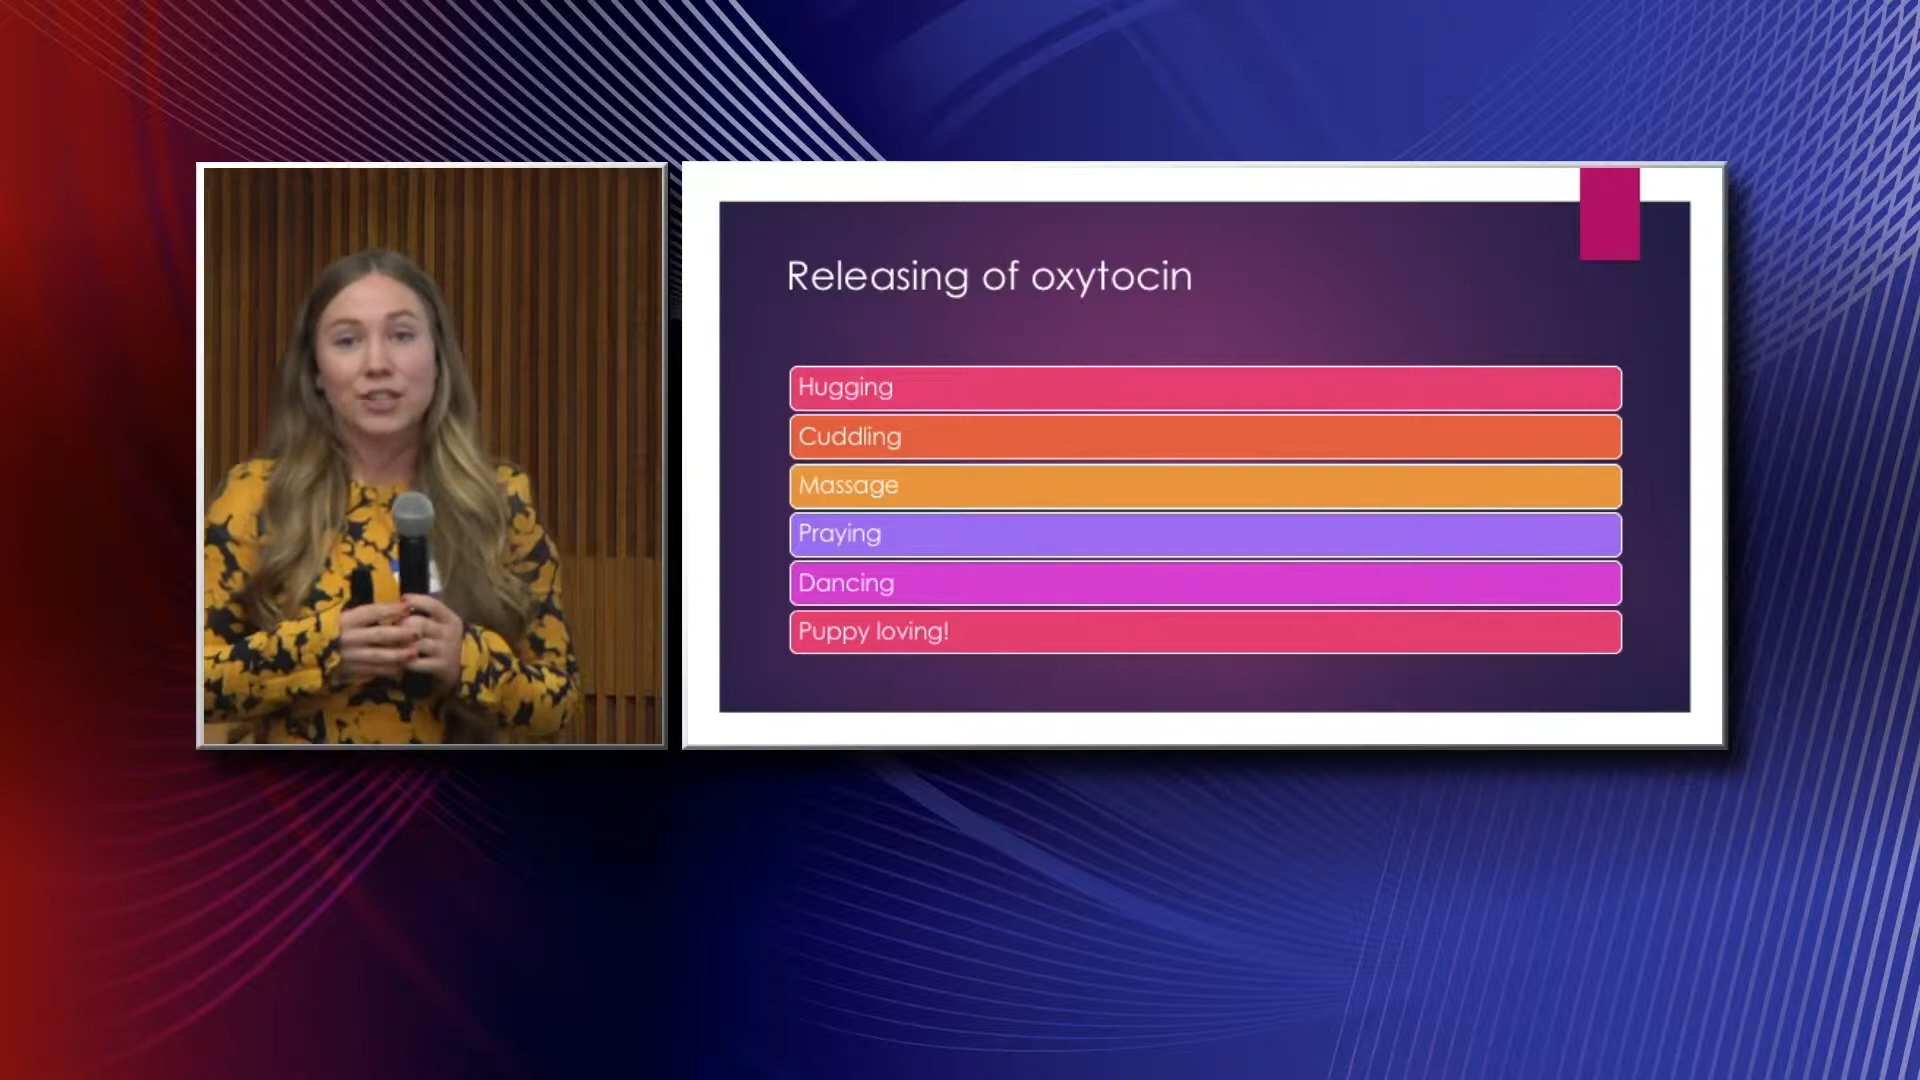 Releasing of oxytocin
Hugging
Cuddling
Massage
Praying
Dancing
Puppy loving!